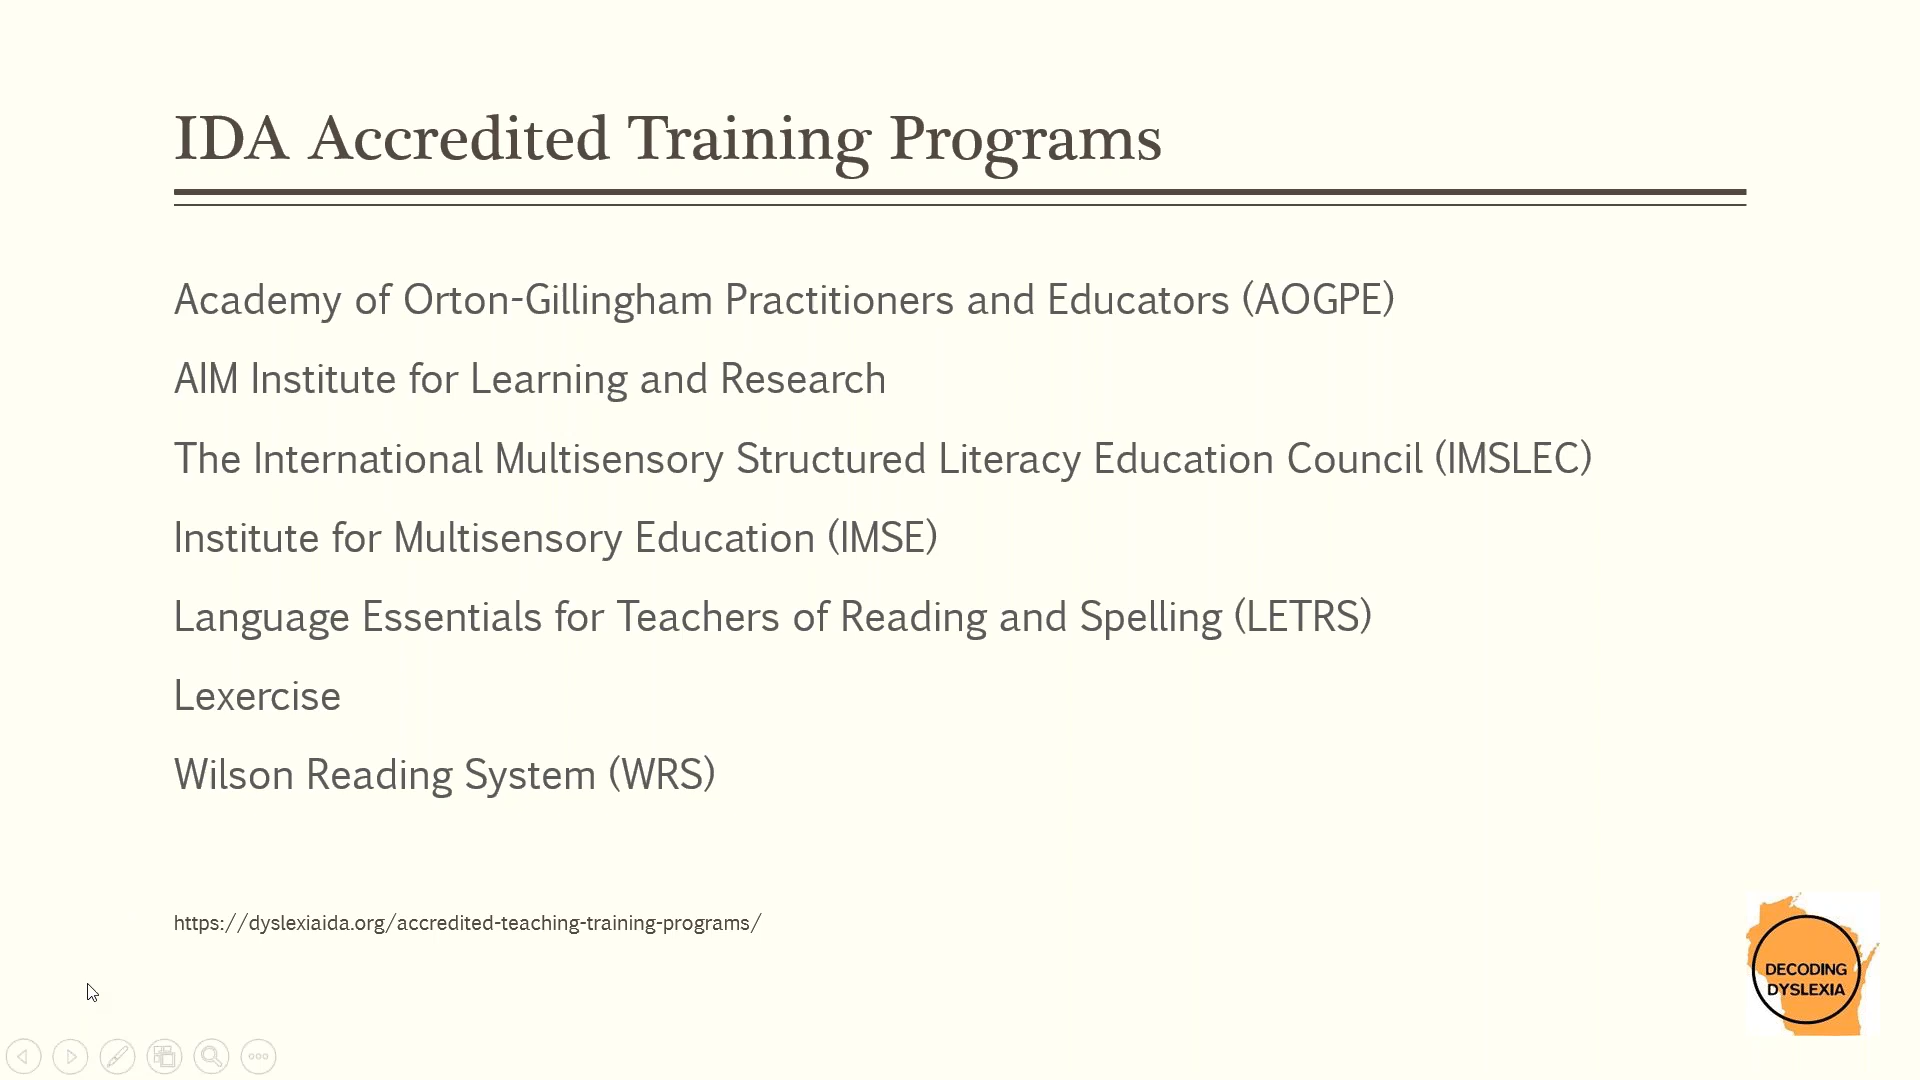 IDA Accredited Training Programs
Academy of Orton-Gillingham Practitioners and Educators (AOGPE)
AIM Institute for Learning and Research
The International Multisensory Structured Literacy Education Council (IMSLEC)
Institute for Multisensory Education (IMSE)
Language Essentials for Teachers of Reading and Spelling (LETRS)
Lexercise
Wilson Reading System (WRS)
https://dyslexiaida.org/accredited-teaching-training-programs/
DECODING
DYSLEXIA